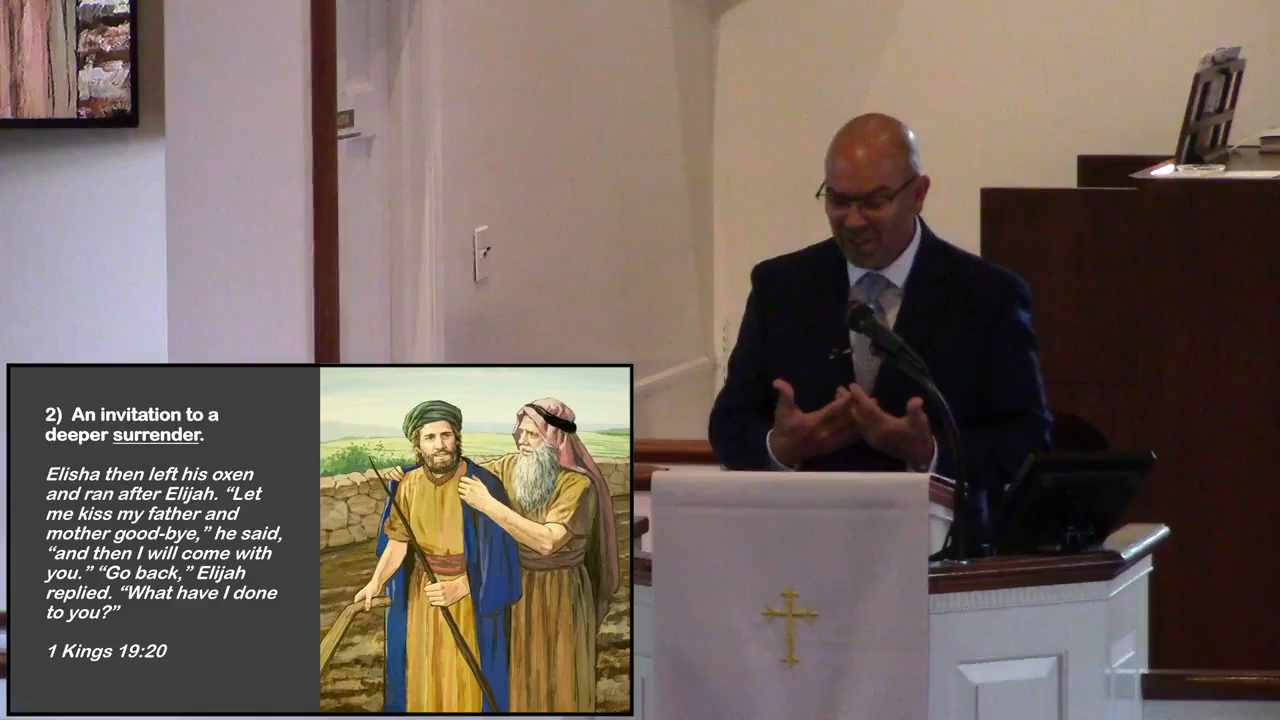 2) An invitation to a
deeper surrender.
Elisha then left his oxen
and ran after Elijah. “Let
me kiss my father and
mother good-bye,” he said,
“and then I will come with
you.” “Go back,” Elijah
replied. “What have I done
to you?”
1 Kings 19:20